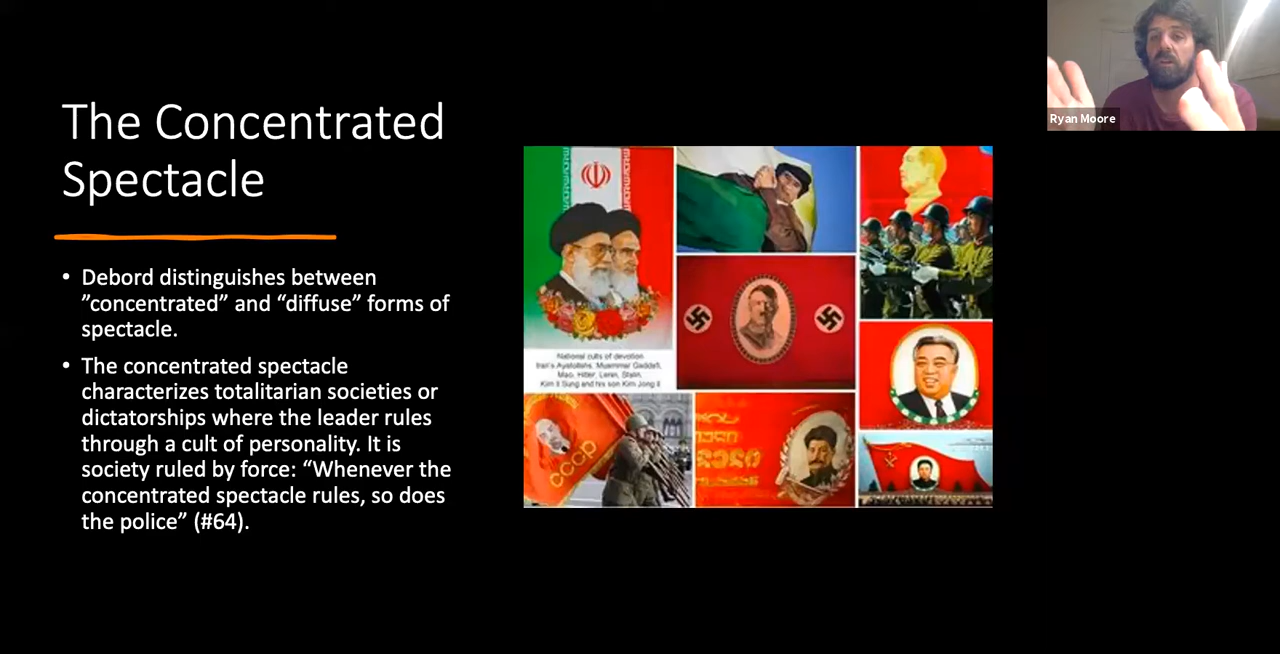 The Concentrated
Spectacle
• Debord distinguishes between
”concentrated” and “diffuse” forms of
spectacle.
• The concentrated spectacle
characterizes totalitarian societies or
dictatorships where the leader rules
through a cult of personality. It is
society ruled by force: “Whenever the
concentrated spectacle rules, so does
the police” (#64).
National cults of devotion
Iran's Ayatollahs, Muammar Gaddafi,
Mao, Hitler, Lenin, Stalin,
Kim Il Sung and his son Kim Jong Il
CCCP
Ryan Moore